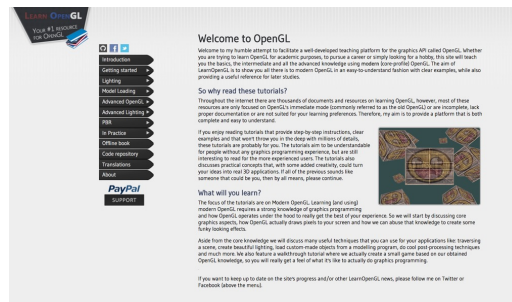 LEARN OPENGL
YOUR #1 RESOURCE
FOR OPENGL
Introduction
Getting started
Lighting
Model Loading
Advanced OpenGL
Advanced Lighting
PBR
In Practice
Offline book
Code repository
Translations
About
PayPal
SUPPORT
Welcome to OpenGL
Welcome to my humble attempt to facilitate a well-developed teaching platform for the graphics API called OpenGL. Whether
you are trying to learn OpenGL for academic purposes, to pursue a career or simply looking for a hobby, this site will teach
you the basics, the intermediate and all the advanced knowledge using modern (core-profile) OpenGL. The aim of
LearnOpenGL is to show you all there is to modern OpenGL in an easy-to-understand fashion with clear examples, while also
providing a useful reference for later studies.
So why read these tutorials?
Throughout the internet there are thousands of documents and resources on learning OpenGL, however, most of these
resources are only focused on OpenGL's immediate mode (commonly referred to as the old OpenGL) or are incomplete, lack
proper documentation or are not suited for your learning preferences. Therefore, my aim is to provide a platform that is both
complete and easy to understand.
If you enjoy reading tutorials that provide step-by-step instructions, clear
examples and that won't throw you in the deep with millions of details,
these tutorials are probably for you. The tutorials aim to be understandable
for people without any graphics programming experience, but are still
interesting to read for the more experienced users. The tutorials also
discusses practical concepts that, with some added creativity, could turn
your ideas into real 3D applications. If all of the previous sounds like
someone that could be you, then by all means, please continue.
What will you learn?
The focus of the tutorials are on Modern OpenGL. Learning (and using)
modern OpenGL requires a strong knowledge of graphics programming
and how OpenGL operates under the hood to really get the best of your experience. So we will start by discussing core
graphics aspects, how OpenGL actually draws pixels to your screen and how we can abuse that knowledge to create some
funky looking effects.
Aside from the core knowledge we will discuss many useful techniques that you can use for your applications like: traversing
a scene, create beautiful lighting, load custom-made objects from a modelling program, do cool post-processing techniques
and much more. We also feature a walkthrough tutorial where we actually create a small game based on our obtained
OpenGL knowledge, so you will really get a feel of what it's like to actually do graphics programming.
If you want to keep up to date on the site's progress and/or other LearnOpenGL news, please follow me on Twitter or
Facebook (above the menu).